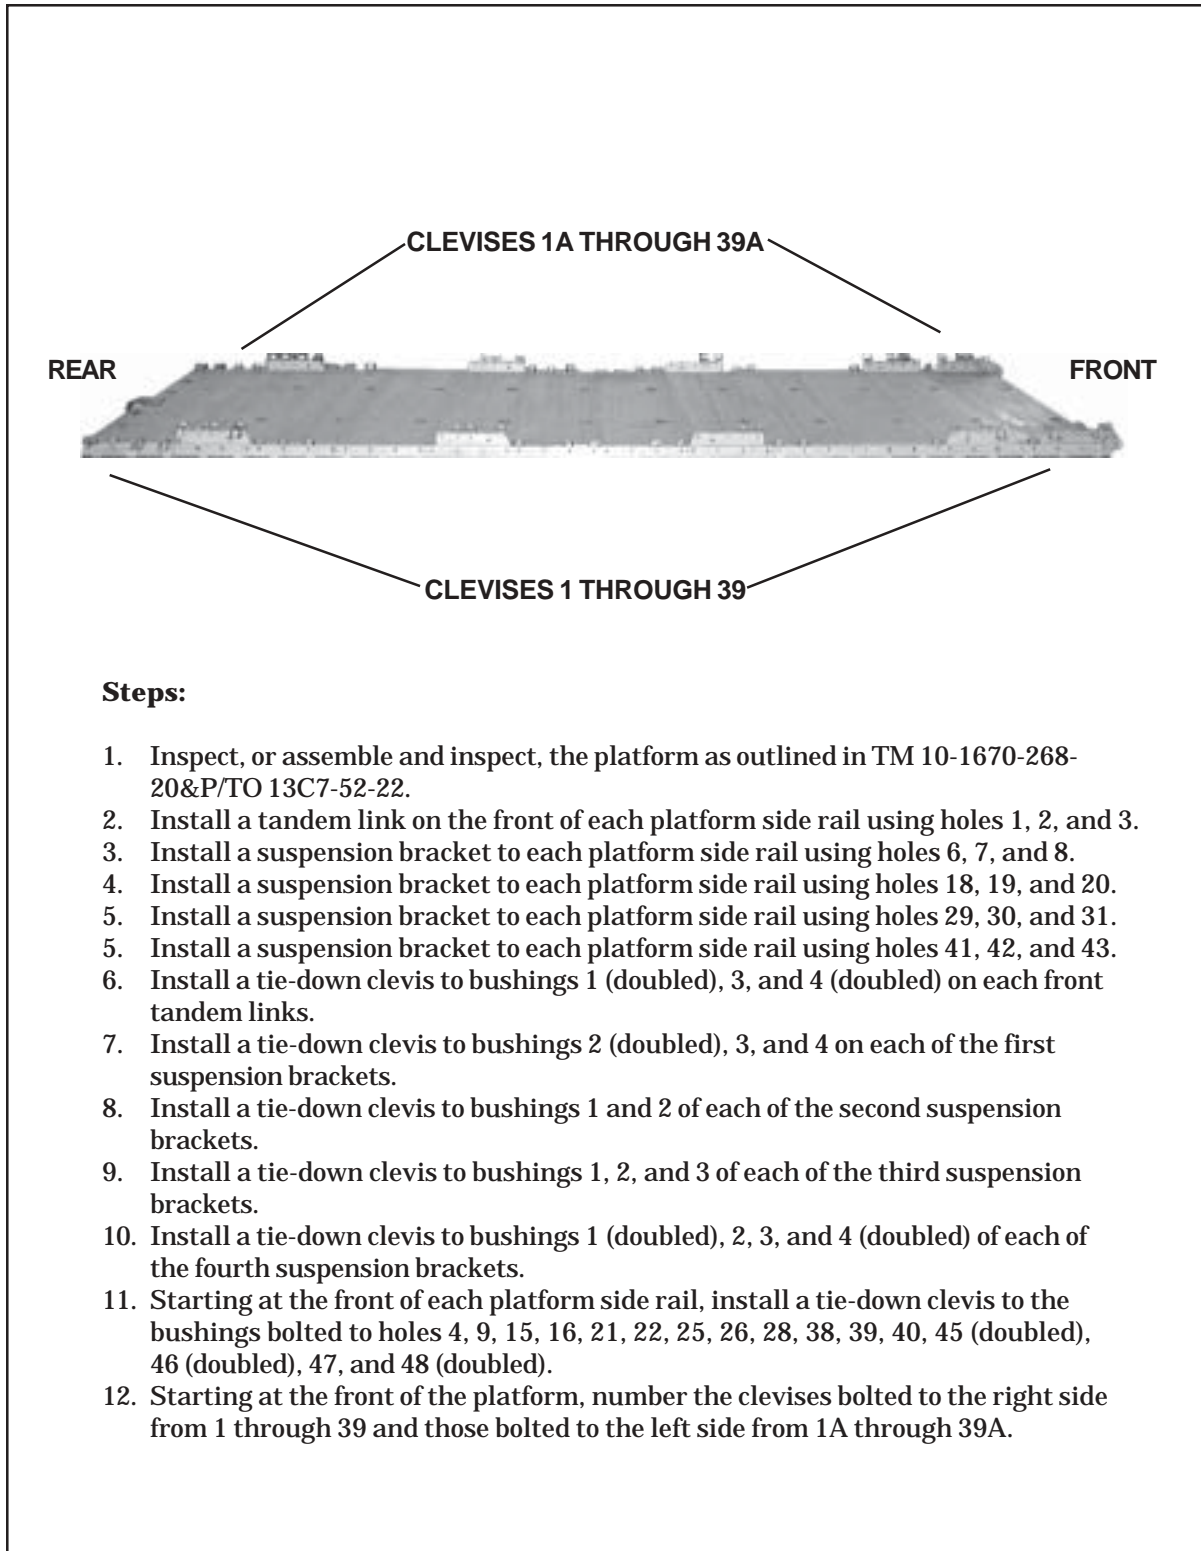 CLEVISES 1A THROUGH 39A
REAR
FRONT
CLEVISES 1 THROUGH 39
Steps:
1. Inspect, or assemble and inspect, the platform as outlined in TM 10-1670-268-
20&P/TO 13C7-52-22.
2. Install a tandem link on the front of each platform side rail using holes 1, 2, and 3.
3. Install a suspension bracket to each platform side rail using holes 6, 7, and 8.
4. Install a suspension bracket to each platform side rail using holes 18, 19, and 20.
5. Install a suspension bracket to each platform side rail using holes 29, 30, and 31.
5. Install a suspension bracket to each platform side rail using holes 41, 42, and 43.
6. Install a tie-down clevis to bushings 1 (doubled), 3, and 4 (doubled) on each front
tandem links.
7. Install a tie-down clevis to bushings 2 (doubled), 3, and 4 on each of the first
suspension brackets.
8. Install a tie-down clevis to bushings 1 and 2 of each of the second suspension
brackets.
9. Install a tie-down clevis to bushings 1, 2, and 3 of each of the third suspension
brackets.
10. Install a tie-down clevis to bushings 1 (doubled), 2, 3, and 4 (doubled) of each of
the fourth suspension brackets.
11. Starting at the front of each platform side rail, install a tie-down clevis to the
bushings bolted to holes 4, 9, 15, 16, 21, 22, 25, 26, 28, 38, 39, 40, 45 (doubled),
46 (doubled), 47, and 48 (doubled).
12. Starting at the front of the platform, number the clevises bolted to the right side
from 1 through 39 and those bolted to the left side from 1A through 39A.